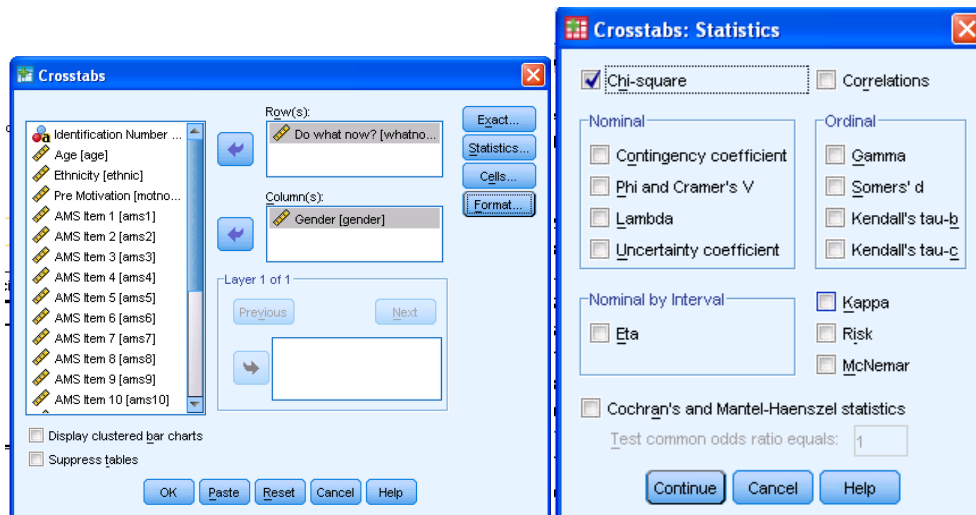 Crosstabs
Identification Number ...
Age [age]
Ethnicity [ethnic]
Pre Motivation [motno...
AMS Item 1 [ams1]
AMS Item 2 [ams2]
AMS Item 3 [ams3]
AMS Item 4 [ams4]
AMS Item 5 [ams5]
AMS Item 6 [ams6]
AMS Item 7 [ams7]
AMS Item 8 [ams8]
AMS Item 9 [ams9]
AMS Item 10 [ams10]
Row(s):
Do what now? [whatno...
Column(s):
Gender [gender]
Layer 1 of 1
Previous
Next
Exact...
Statistics...
Cells...
Format...
Display clustered bar charts
Suppress tables
OK
Paste
Reset
Cancel
Help
Crosstabs: Statistics
Chi-square
Correlations
Nominal
Contingency coefficient
Phi and Cramer's V
Lambda
Uncertainty coefficient
Ordinal
Gamma
Somers' d
Kendall's tau-b
Kendall's tau-c
Nominal by Interval
Eta
Kappa
Risk
McNemar
Cochran's and Mantel-Haenszel statistics
Test common odds ratio equals: 1
Continue
Cancel
Help